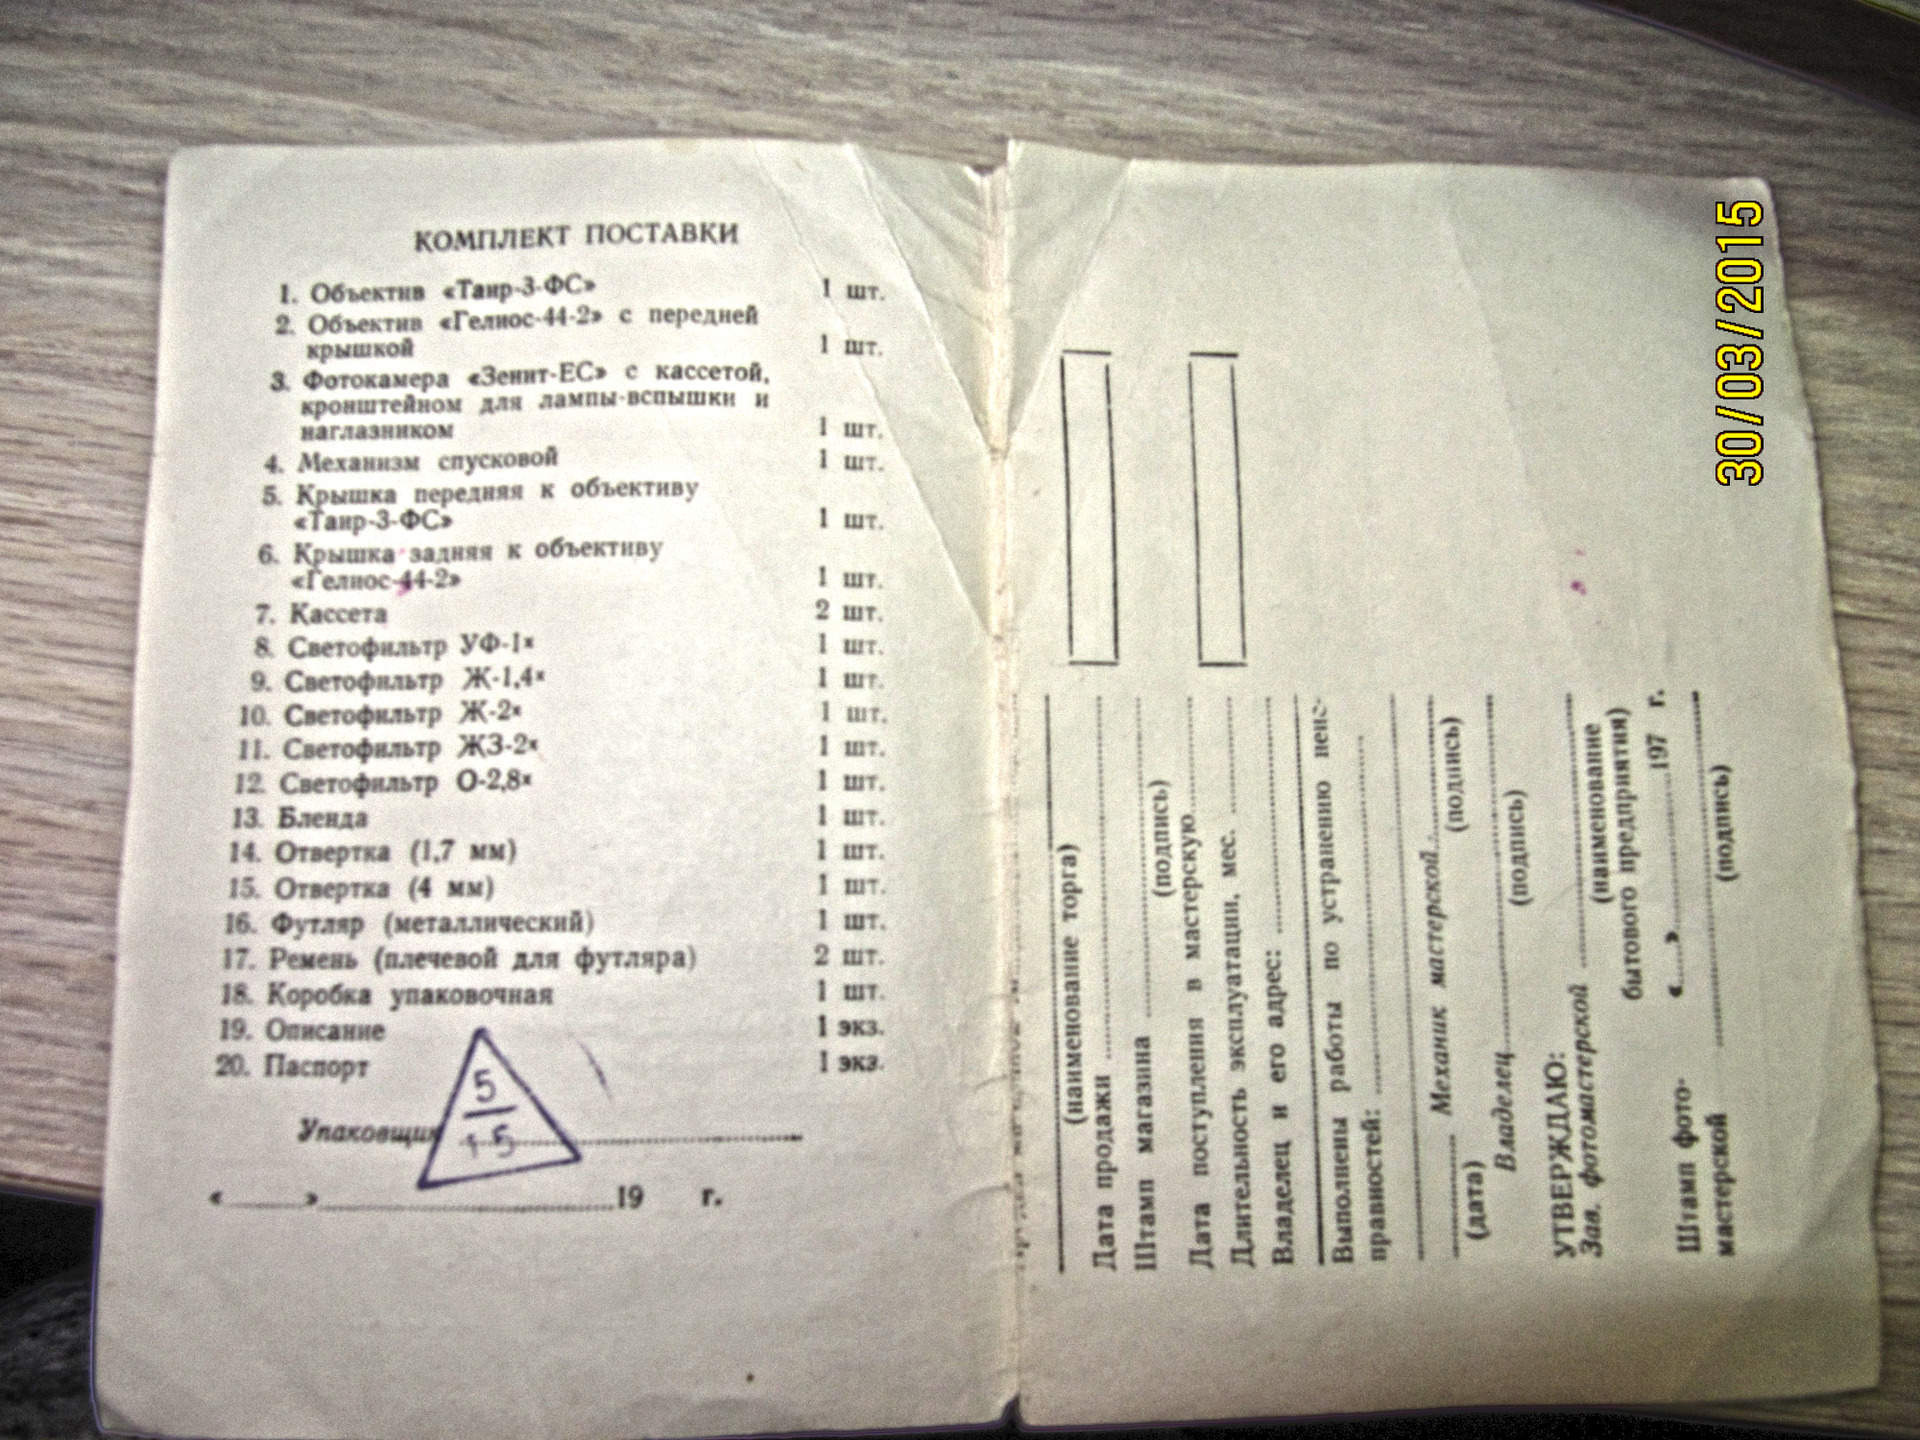 КОМПЛЕКТ ПОСТАВКИ
1. Объектив «Таир-3-ФС» 1 шт.
2. Объектив «Гелиос-44-2» с передней
крышкой 1 шт.
3. Фотокамера «Зенит-ЕС» с кассетой,
кронштейном для лампы-вспышки и
наглазником 1 шт.
4. Механизм спусковой 1 шт.
5. Крышка передняя к объективу
«Таир-3-ФС» 1 шт.
6. Крышка задняя к объективу
«Гелиос-44-2» 1 шт.
7. Кассета 2 шт.
8. Светофильтр УФ-1х 1 шт.
9. Светофильтр Ж-1,4х 1 шт.
10. Светофильтр Ж-2х 1 шт.
11. Светофильтр ЖЗ-2х 1 шт.
12. Светофильтр О-2,8х 1 шт.
13. Бленда 1 шт.
14. Отвертка (1,7 мм) 1 шт.
15. Отвертка (4 мм) 1 шт.
16. Футляр (металлический) 1 шт.
17. Ремень (плечевой для футляра) 2 шт.
18. Коробка упаковочная 1 шт.
19. Описание 1 экз.
20. Паспорт 1 экз.
5
15
Упаковщик
« » 19 г.
(наименование торга)
Дата продажи
Штамп магазина
(подпись)
Дата поступления в мастерскую
Длительность эксплуатации, мес.
Владелец и его адрес:
Выполнены работы по устранению неис-
правностей:
Механик мастерской
(дата) (подпись)
Владелец
(подпись)
УТВЕРЖДАЮ:
Зав. фотомастерской
(наименование
бытового предприятия)
« » 197 г.
Штамп фото-
мастерской
(подпись)
30/03/2015